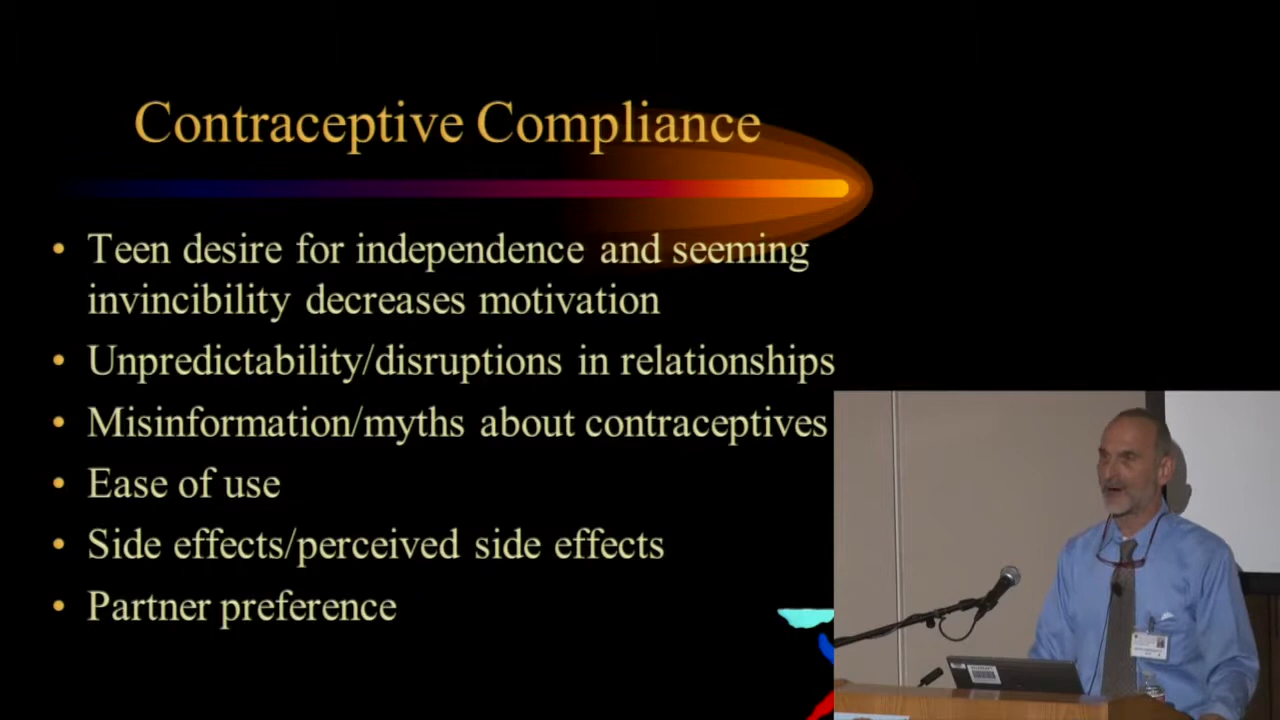 Contraceptive Compliance
• Teen desire for independence and seeming
invincibility decreases motivation
• Unpredictability/disruptions in relationships
• Misinformation/myths about contraceptives
• Ease of use
• Side effects/perceived side effects
• Partner preference